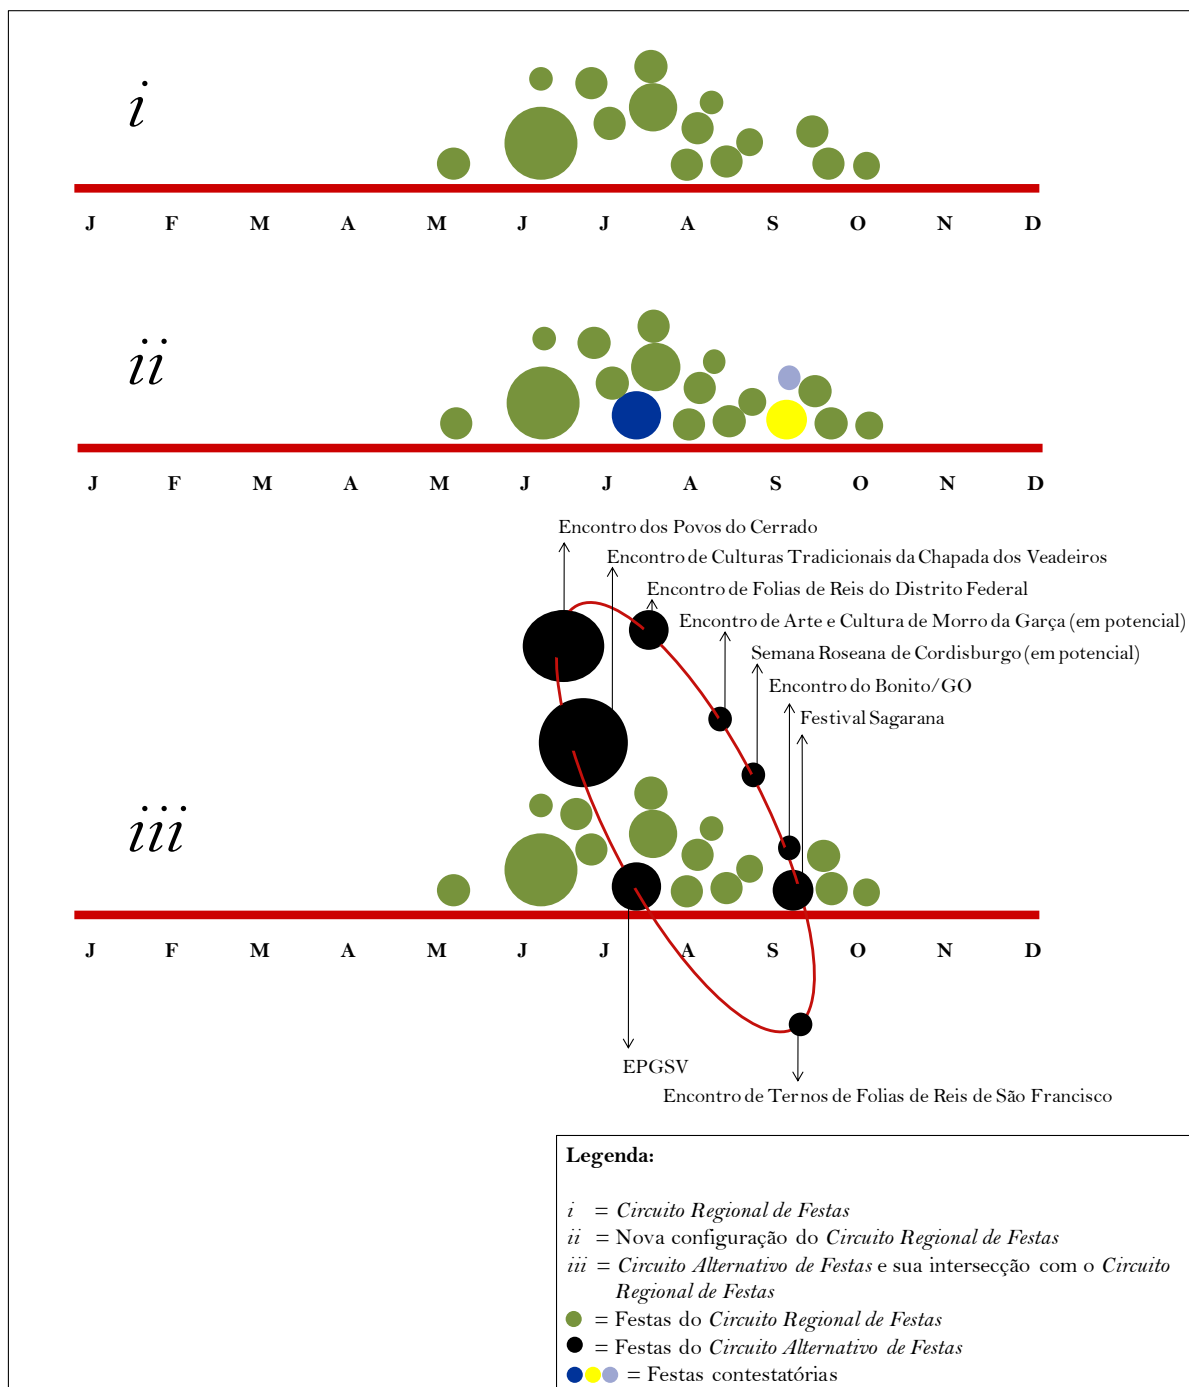 i
J F M A M J J A S O N D
ii
J F M A M J J A S O N D
Encontro dos Povos do Cerrado
Encontro de Culturas Tradicionais da Chapada dos Veadeiros
Encontro de Folias de Reis do Distrito Federal
Encontro de Arte e Cultura de Morro da Garça (em potencial)
Semana Roseana de Cordisburgo (em potencial)
Encontro do Bonito/GO
Festival Sagarana
iii
J F M A M J J A S O N D
EPGSV
Encontro de Ternos de Folias de Reis de São Francisco
Legenda:
i = Circuito Regional de Festas
ii = Nova configuração do Circuito Regional de Festas
iii = Circuito Alternativo de Festas e sua intersecção com o Circuito
Regional de Festas
= Festas do Circuito Regional de Festas
= Festas do Circuito Alternativo de Festas
= Festas contestatórias